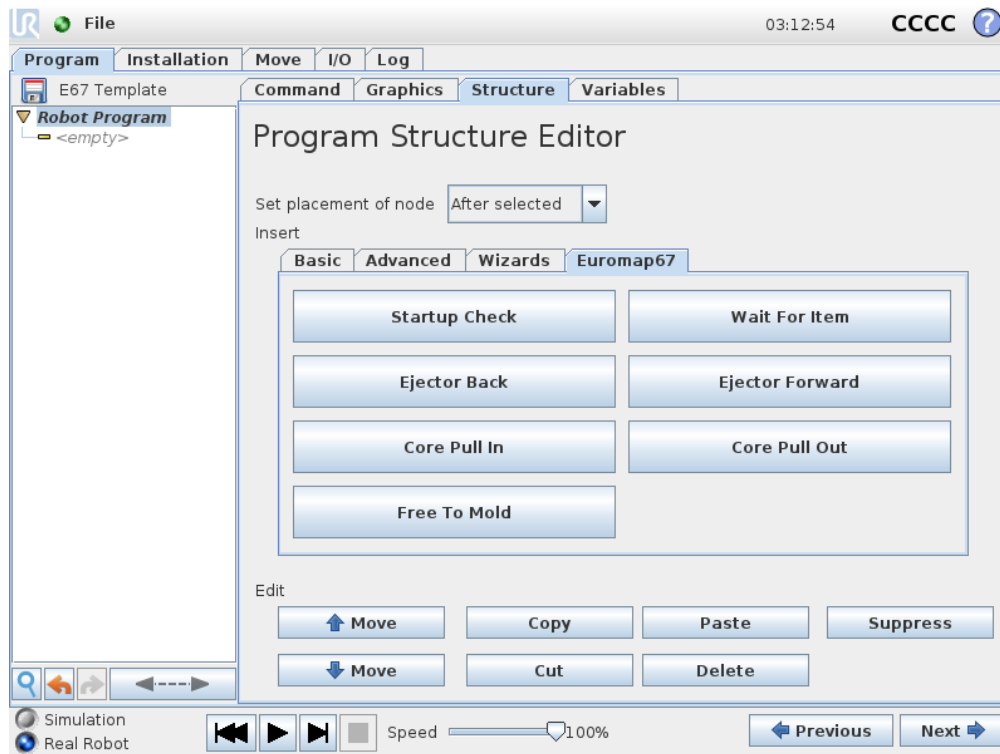 UR File 03:12:54 CCCC ?
Program Installation Move I/O Log
E67 Template Command Graphics Structure Variables
Robot Program
<empty>
Program Structure Editor
Set placement of node After selected
Insert
Basic Advanced Wizards Euromap67
Startup Check Wait For Item
Ejector Back Ejector Forward
Core Pull In Core Pull Out
Free To Mold
Edit
Move Copy Paste Suppress
Move Cut Delete
Simulation
Real Robot
Speed 100% Previous Next